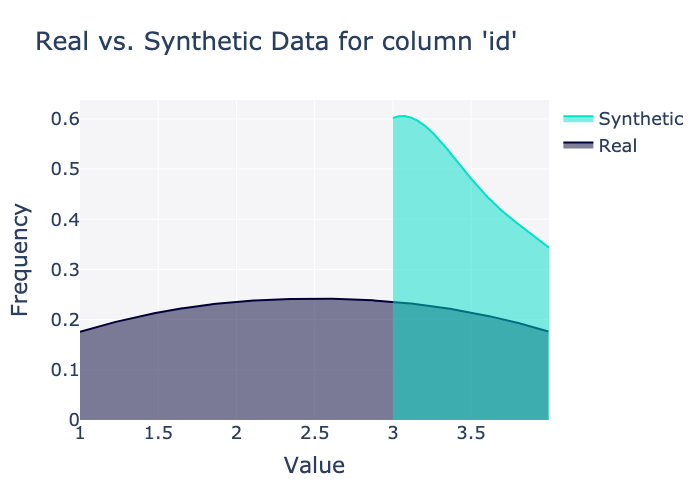 Real vs. Synthetic Data for column 'id'
Synthetic
Real
Frequency
0.6
0.5
0.4
0.3
0.2
0.1
0
1 1.5 2 2.5 3 3.5
Value